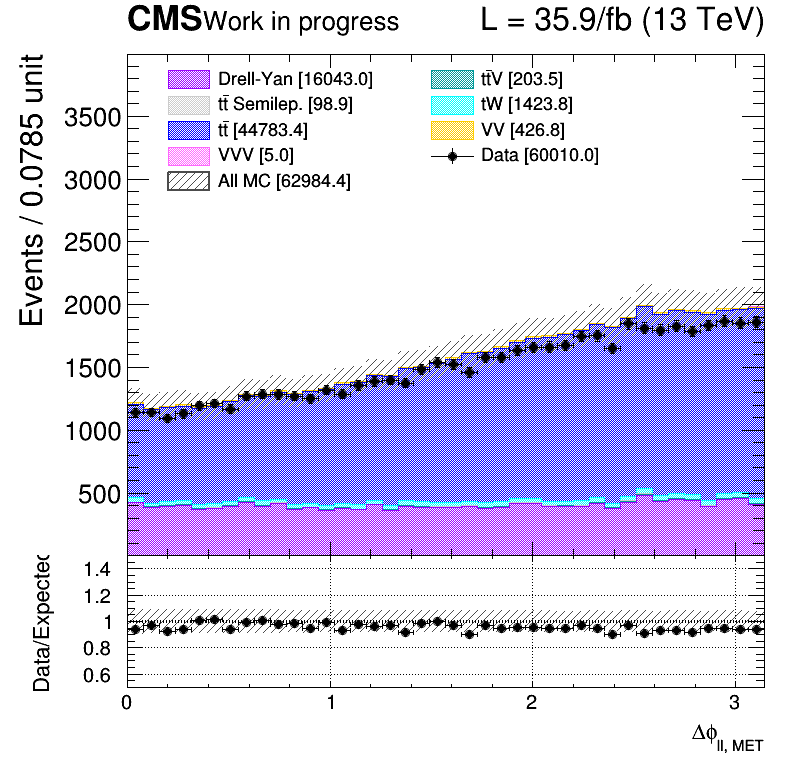 CMS Work in progress L = 35.9/fb (13 TeV)
Events / 0.0785 unit
3500
3000
2500
2000
1500
1000
500
Drell-Yan [16043.0]
tt̄ Semilep. [98.9]
tt̄ [44783.4]
VVV [5.0]
All MC [62984.4]
tt̄V [203.5]
tW [1423.8]
VV [426.8]
Data [60010.0]
Data/Expected
1.4
1.2
1
0.8
0.6
0 1 2 3
Δϕll, MET